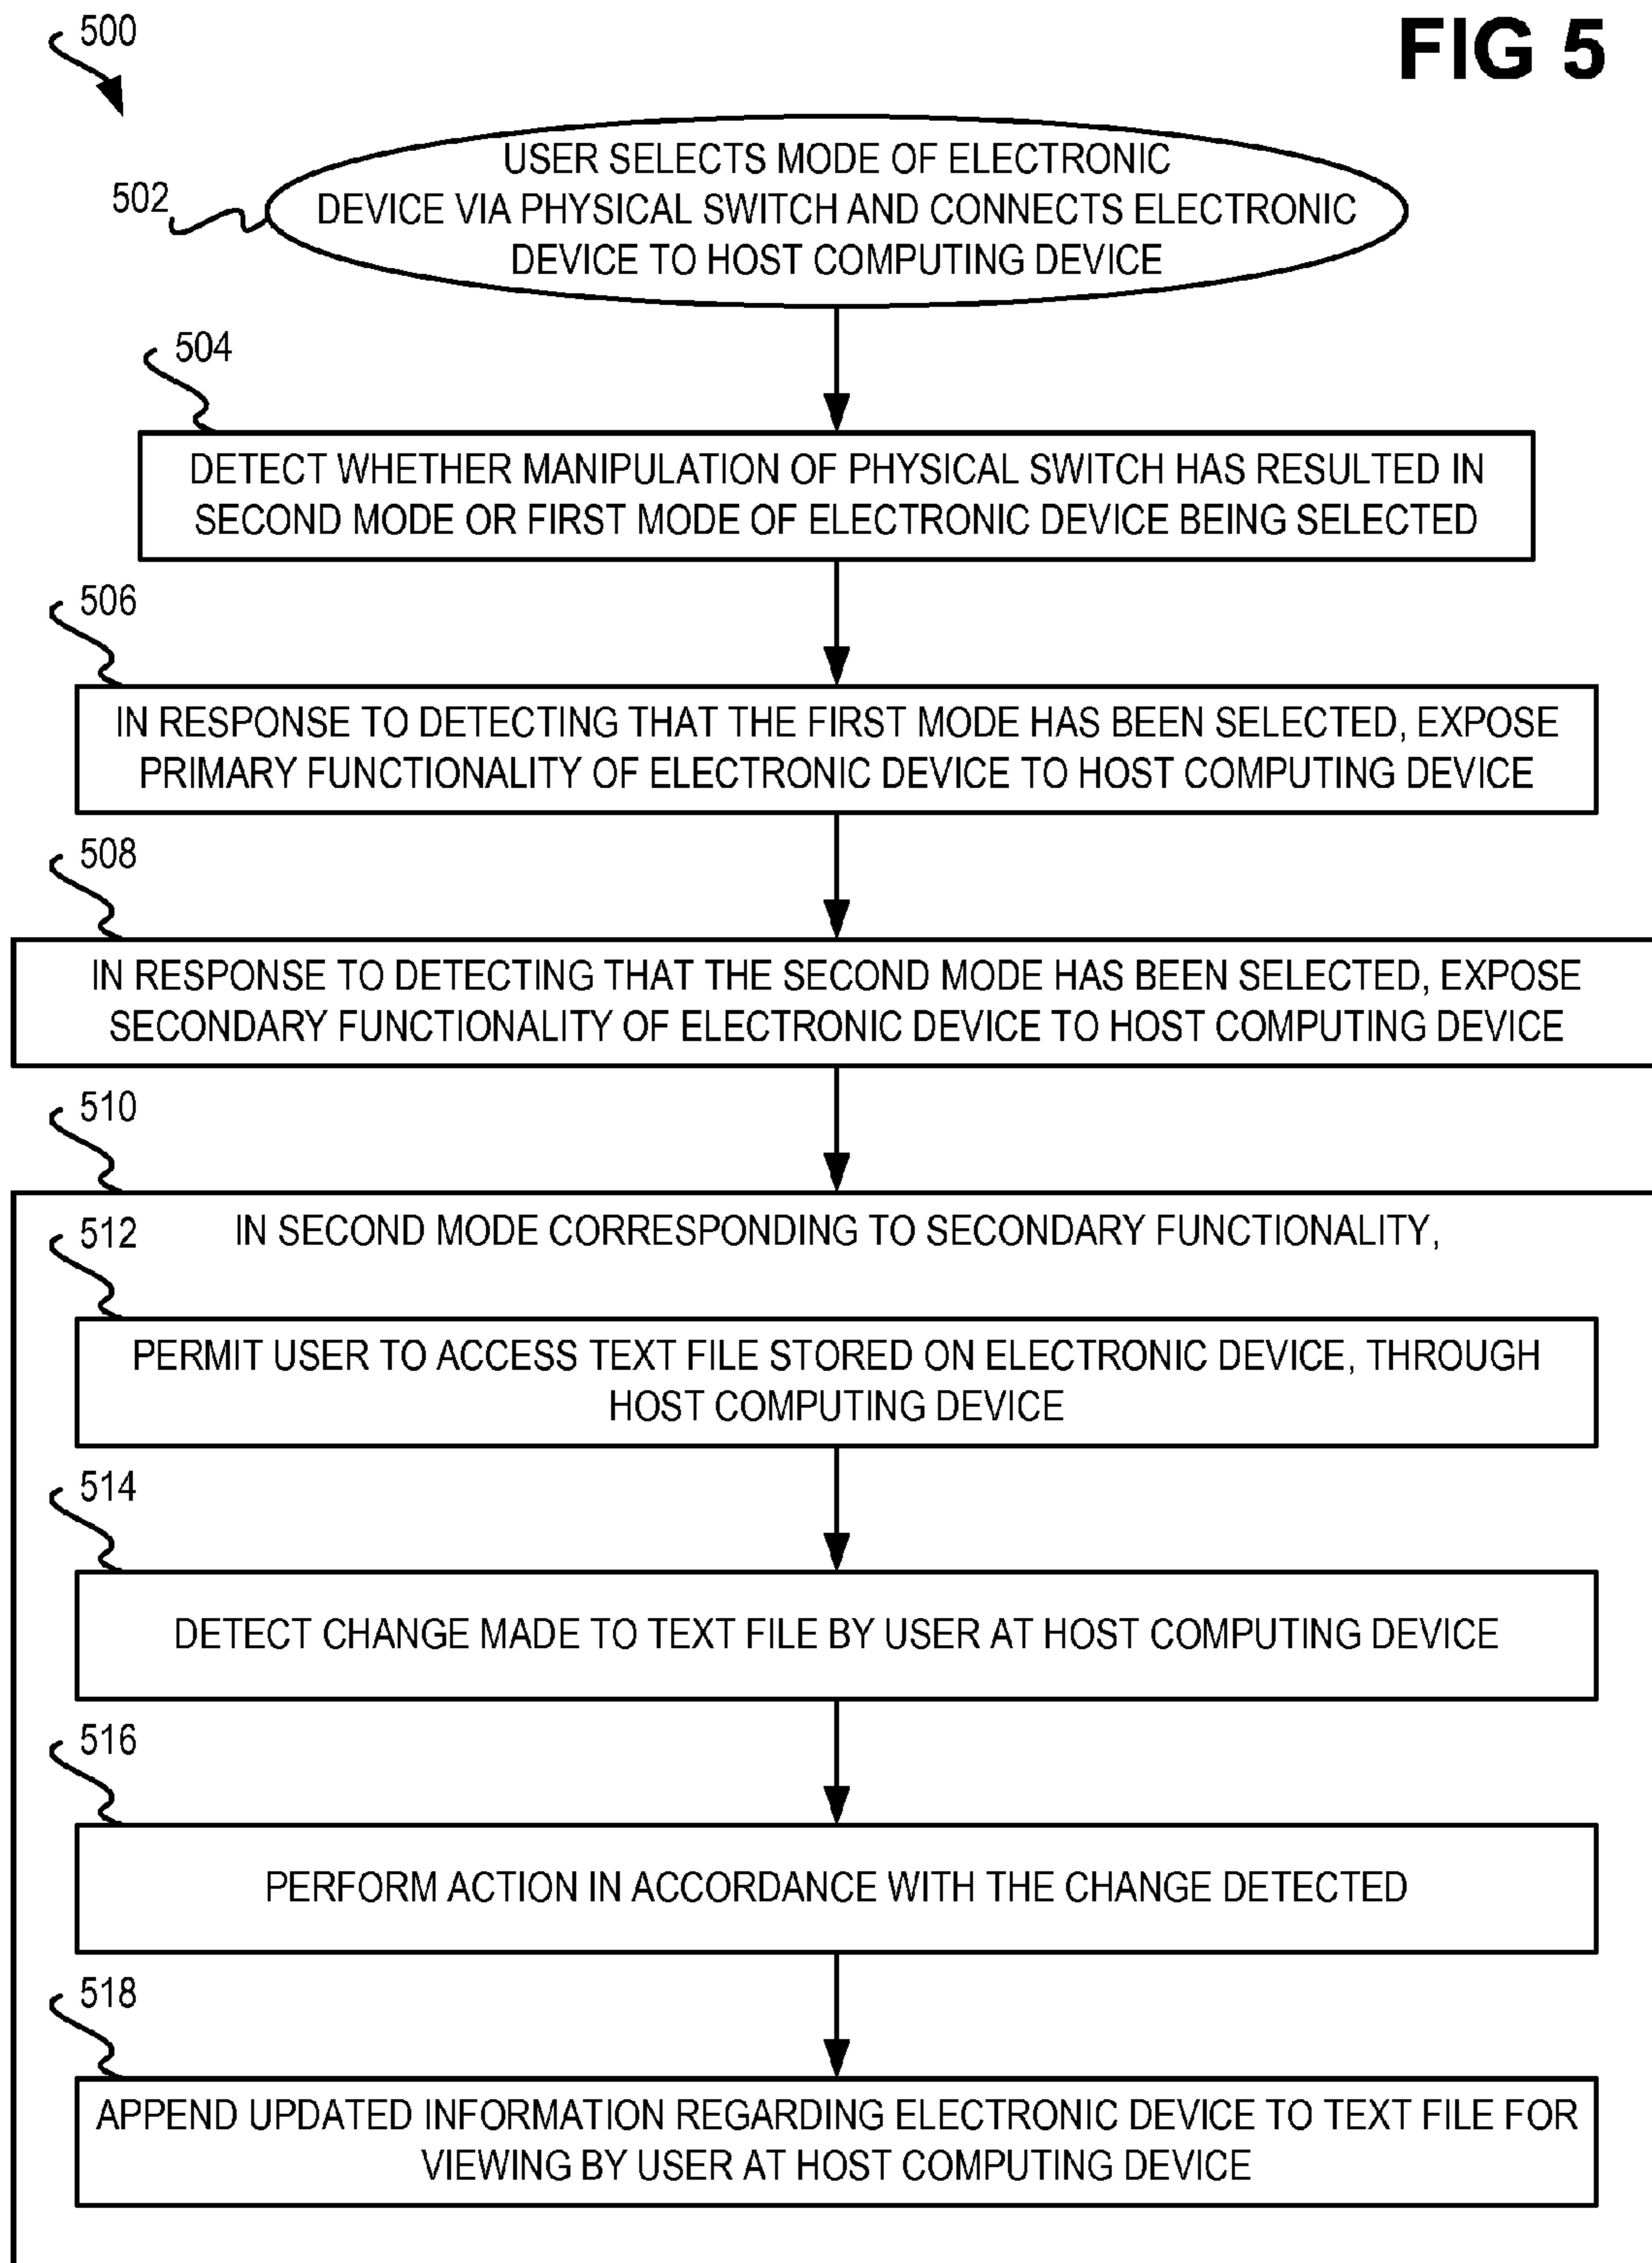 500
FIG 5
502
USER SELECTS MODE OF ELECTRONIC
DEVICE VIA PHYSICAL SWITCH AND CONNECTS ELECTRONIC
DEVICE TO HOST COMPUTING DEVICE
504
DETECT WHETHER MANIPULATION OF PHYSICAL SWITCH HAS RESULTED IN
SECOND MODE OR FIRST MODE OF ELECTRONIC DEVICE BEING SELECTED
506
IN RESPONSE TO DETECTING THAT THE FIRST MODE HAS BEEN SELECTED, EXPOSE
PRIMARY FUNCTIONALITY OF ELECTRONIC DEVICE TO HOST COMPUTING DEVICE
508
IN RESPONSE TO DETECTING THAT THE SECOND MODE HAS BEEN SELECTED, EXPOSE
SECONDARY FUNCTIONALITY OF ELECTRONIC DEVICE TO HOST COMPUTING DEVICE
510
IN SECOND MODE CORRESPONDING TO SECONDARY FUNCTIONALITY,
512
PERMIT USER TO ACCESS TEXT FILE STORED ON ELECTRONIC DEVICE, THROUGH
HOST COMPUTING DEVICE
514
DETECT CHANGE MADE TO TEXT FILE BY USER AT HOST COMPUTING DEVICE
516
PERFORM ACTION IN ACCORDANCE WITH THE CHANGE DETECTED
518
APPEND UPDATED INFORMATION REGARDING ELECTRONIC DEVICE TO TEXT FILE FOR
VIEWING BY USER AT HOST COMPUTING DEVICE